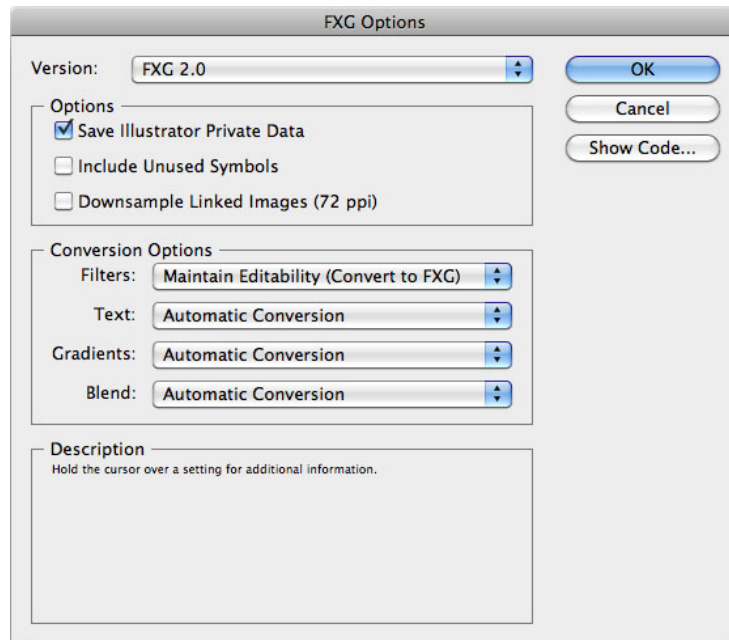 FXG Options
Version: FXG 2.0
OK
Cancel
Show Code...
Options
Save Illustrator Private Data
Include Unused Symbols
Downsample Linked Images (72 ppi)
Conversion Options
Filters: Maintain Editability (Convert to FXG)
Text: Automatic Conversion
Gradients: Automatic Conversion
Blend: Automatic Conversion
Description
Hold the cursor over a setting for additional information.